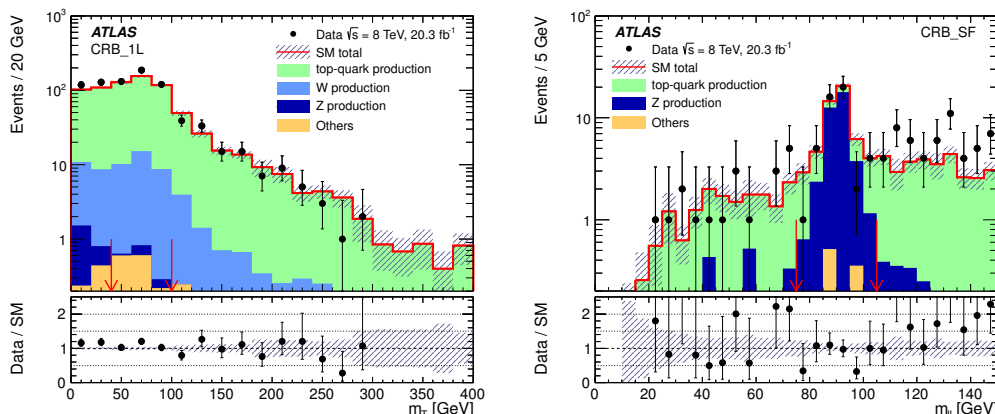 ATLAS
CRB_1L
Data √s = 8 TeV, 20.3 fb⁻¹
SM total
top-quark production
W production
Z production
Others
Events / 20 GeV
10³
10²
10
1
Data / SM
2
1
0
0 50 100 150 200 250 300 350 400
m_T [GeV]
ATLAS
CRB_SF
Data √s = 8 TeV, 20.3 fb⁻¹
SM total
top-quark production
Z production
Others
Events / 5 GeV
10²
10
1
Data / SM
2
1
0
0 20 40 60 80 100 120 140
m_ll [GeV]